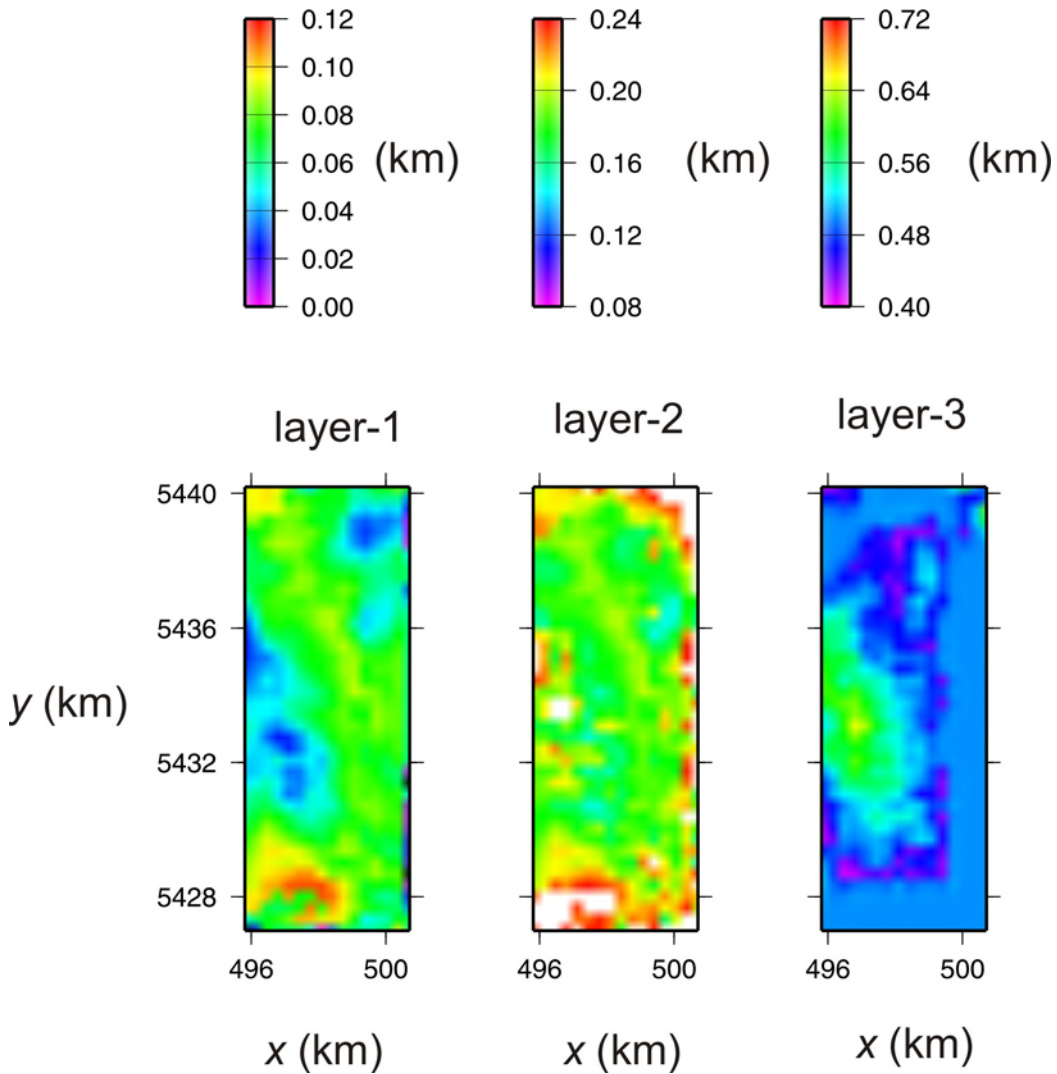 0.12 0.24 0.72
0.10 0.20 0.64
0.08 0.16 0.56
0.06 (km) (km) (km)
0.04 0.12 0.48
0.02
0.00 0.08 0.40
layer-1 layer-2 layer-3
5440
5436
y (km)
5432
5428
496 500 496 500 496 500
x (km) x (km) x (km)